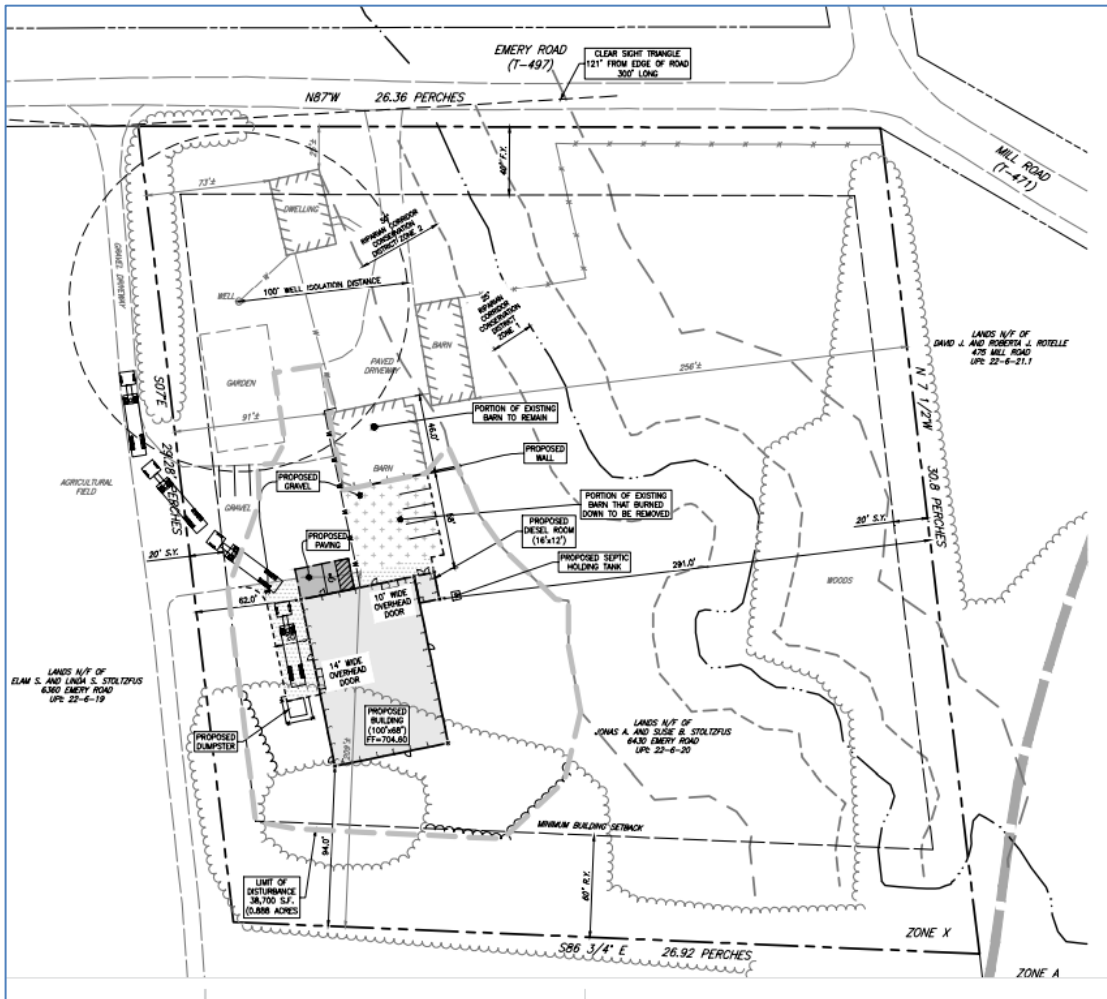 EMERY ROAD
(T-497)
CLEAR SIGHT TRIANGLE
121' FROM EDGE OF ROAD
300' LONG
N87°W 26.36 PERCHES
MILL ROAD
(T-471)
40' F.Y.
73'±
DWELLING
50'
RIPARIAN CORRIDOR
CONSERVATION
DISTRICT ZONE 2
GRAVEL DRIVEWAY
WELL
100' WELL ISOLATION DISTANCE
25'
RIPARIAN
CORRIDOR
CONSERVATION
DISTRICT
ZONE 1
BARN
LANDS N/F OF
DAVID J. AND ROBERTA J. ROTELLE
475 MILL ROAD
UPI: 22-6-21.1
PAVED
DRIVEWAY
256'±
GARDEN
S07°E
29.28 PERCHES
N 7 1/2°W
30.8 PERCHES
91'±
PORTION OF EXISTING
BARN TO REMAIN
46.0'
PROPOSED
WALL
BARN
PROPOSED
GRAVEL
AGRICULTURAL
FIELD
GRAVEL
PORTION OF EXISTING
BARN THAT BURNED
DOWN TO BE REMOVED
PROPOSED
DIESEL ROOM
(16'x12')
PROPOSED
PAVING
20' S.Y.
20' S.Y.
PROPOSED SEPTIC
HOLDING TANK
291.0'
WOODS
62.0'
10' WIDE
OVERHEAD
DOOR
14' WIDE
OVERHEAD
DOOR
LANDS N/F OF
ELAM S. AND LINDA S. STOLTZFUS
6360 EMERY ROAD
UPI: 22-6-19
PROPOSED
BUILDING
(100'x68')
FF=704.60
PROPOSED
DUMPSTER
LANDS N/F OF
JONAS A. AND SUSIE B. STOLTZFUS
6430 EMERY ROAD
UPI: 22-6-20
MINIMUM BUILDING SETBACK
94.0'
60' R.Y.
LIMIT OF
DISTURBANCE
38,700 S.F.
(0.888 ACRES
ZONE X
S86 3/4° E 26.92 PERCHES
ZONE A